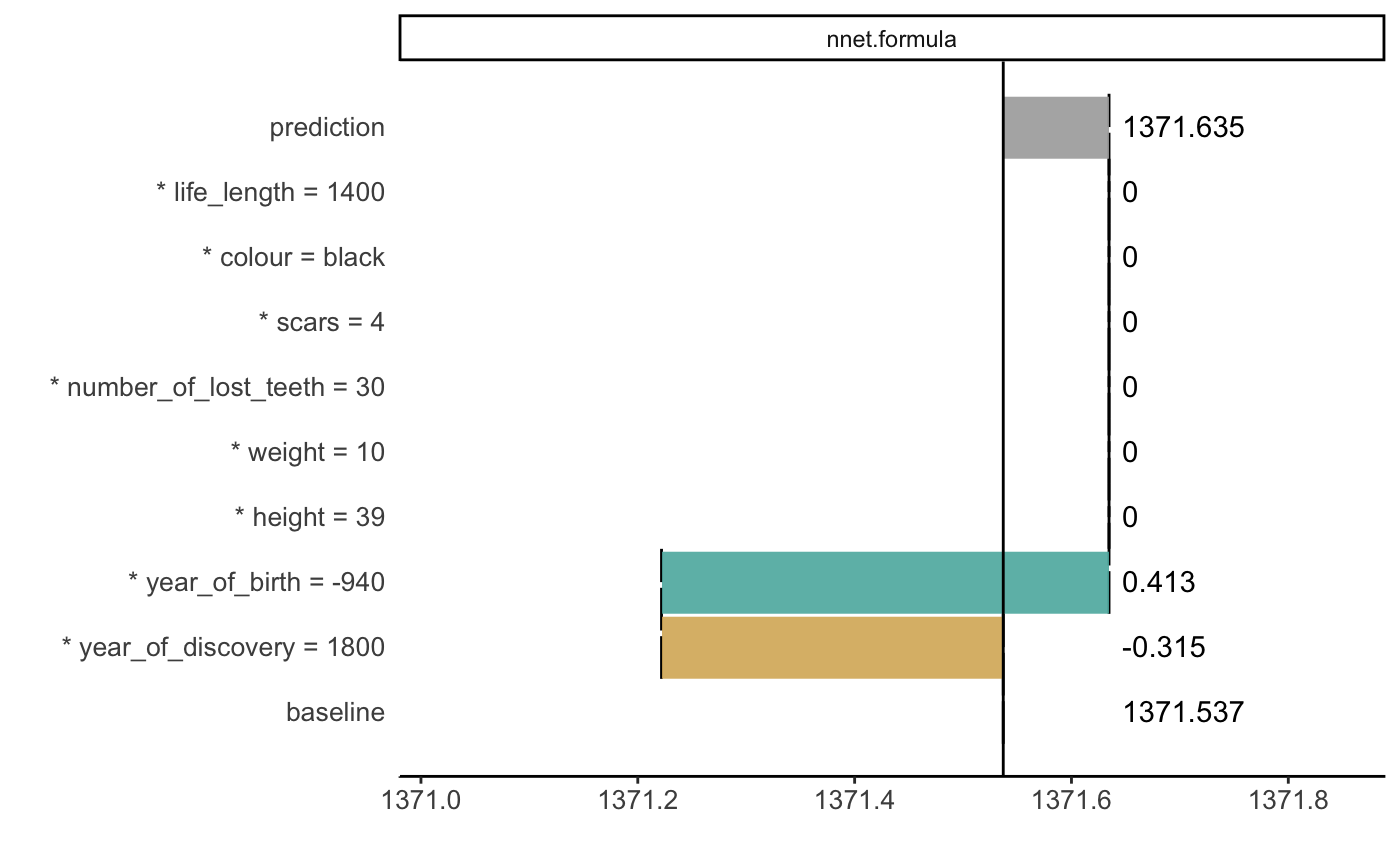 nnet.formula
prediction 1371.635
* life_length = 1400 0
* colour = black 0
* scars = 4 0
* number_of_lost_teeth = 30 0
* weight = 10 0
* height = 39 0
* year_of_birth = -940 0.413
* year_of_discovery = 1800 -0.315
baseline 1371.537
1371.0 1371.2 1371.4 1371.6 1371.8